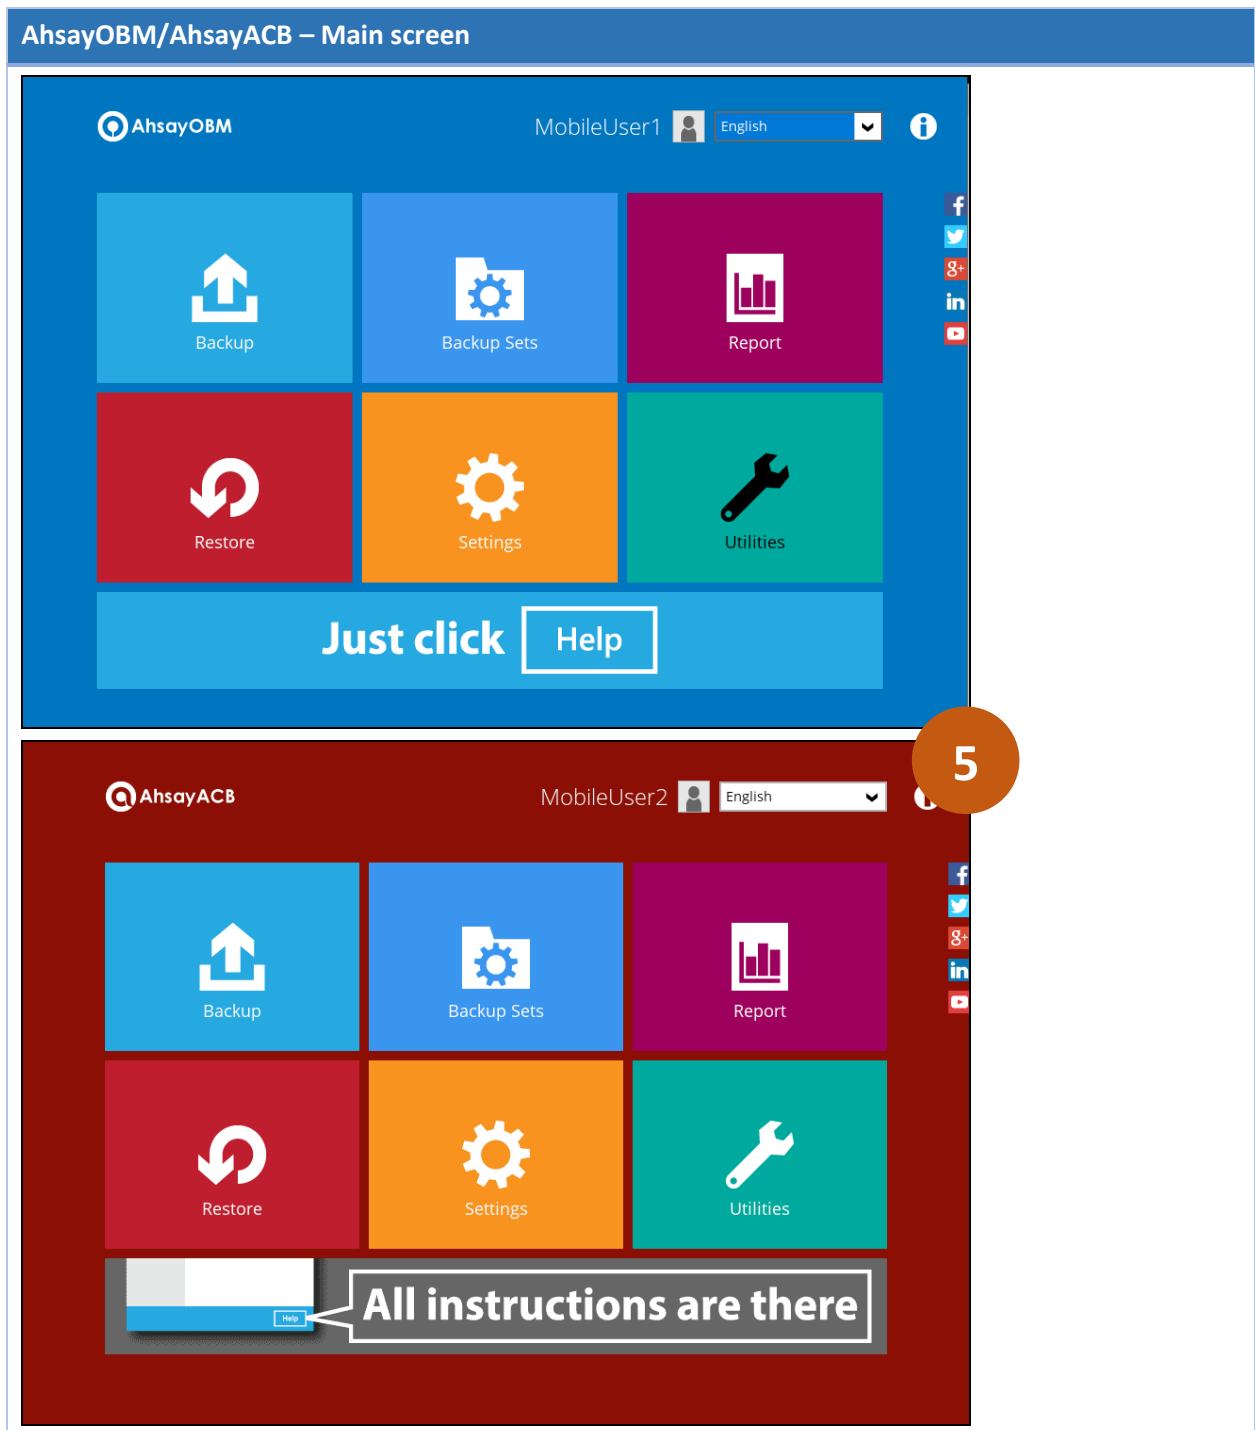 AhsayOBM/AhsayACB – Main screen
AhsayOBM
MobileUser1
English
Backup
Backup Sets
Report
Restore
Settings
Utilities
Just click Help
5
AhsayACB
MobileUser2
English
Backup
Backup Sets
Report
Restore
Settings
Utilities
Help
All instructions are there